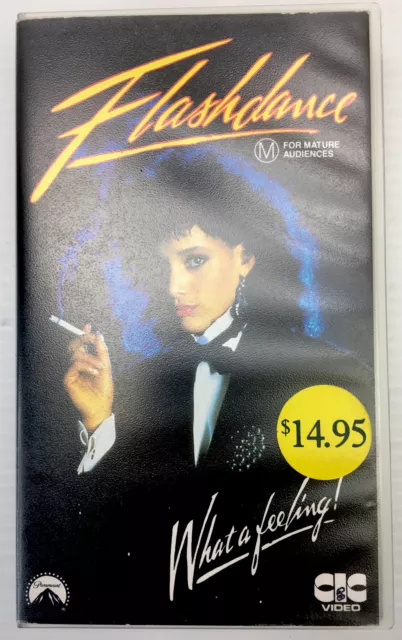 Flashdance
M FOR MATURE
AUDIENCES
$14.95
What a feeling!
Paramount
CIC
VIDEO